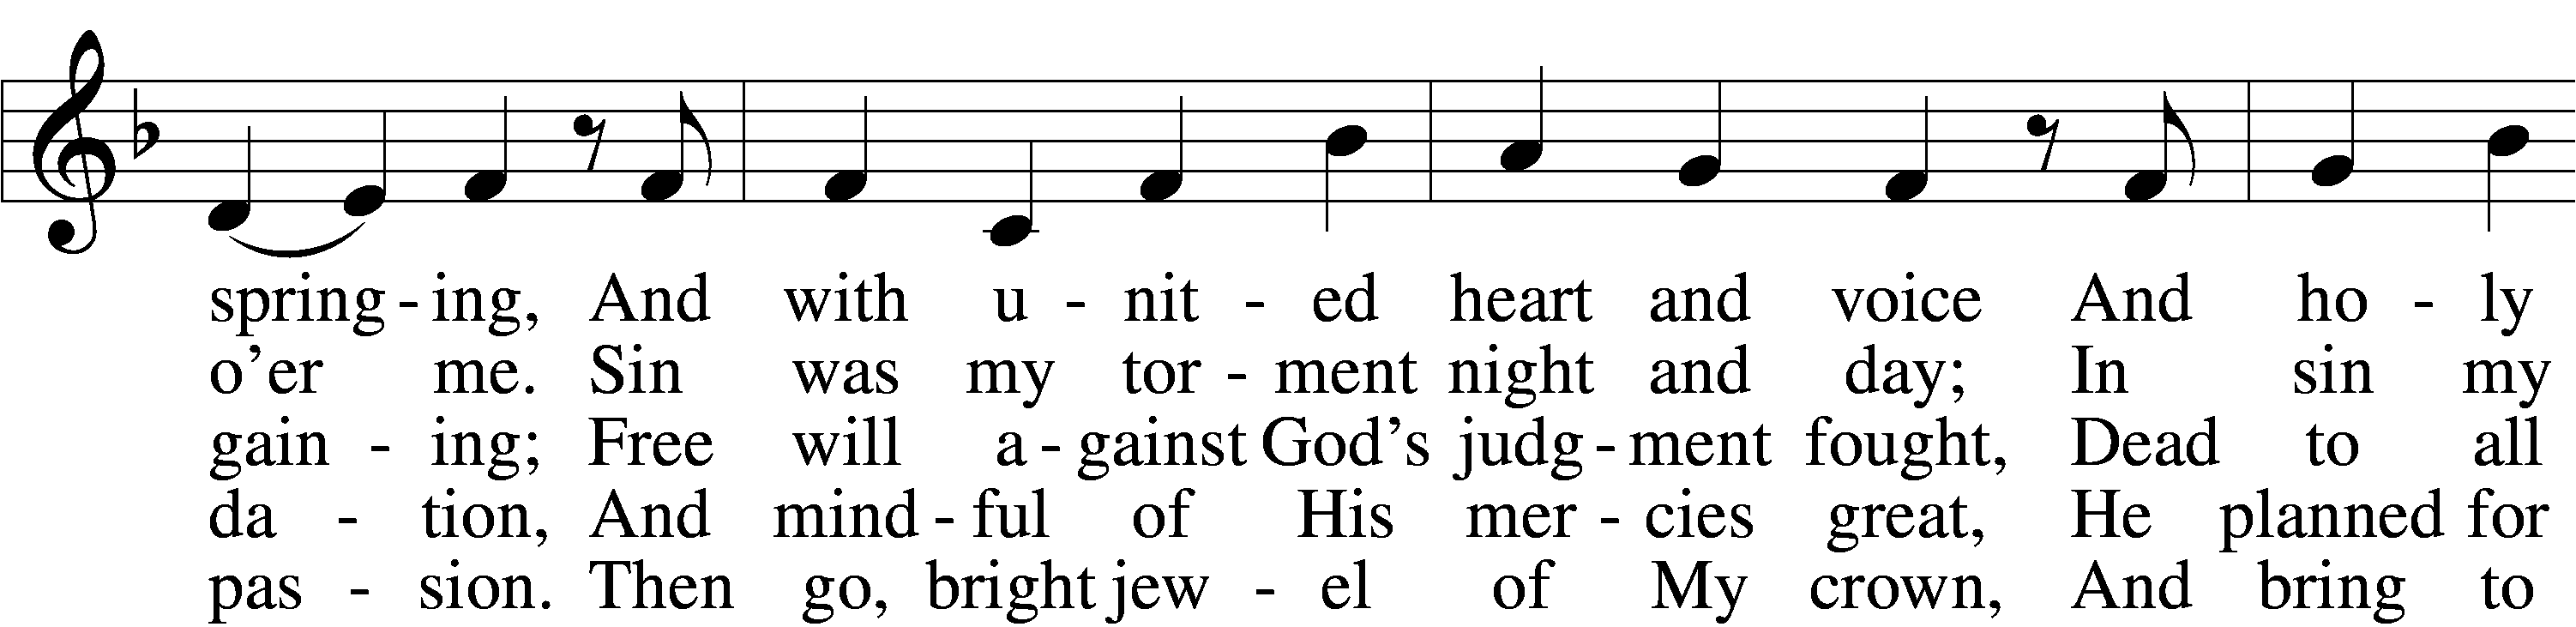 spring - ing, And with u - nit - ed heart and voice And ho - ly
o’er me. Sin was my tor - ment night and day; In sin my
gain - ing; Free will a - gainst God’s judg - ment fought, Dead to all
da - tion, And mind - ful of His mer - cies great, He planned for
pas - sion. Then go, bright jew - el of My crown, And bring to